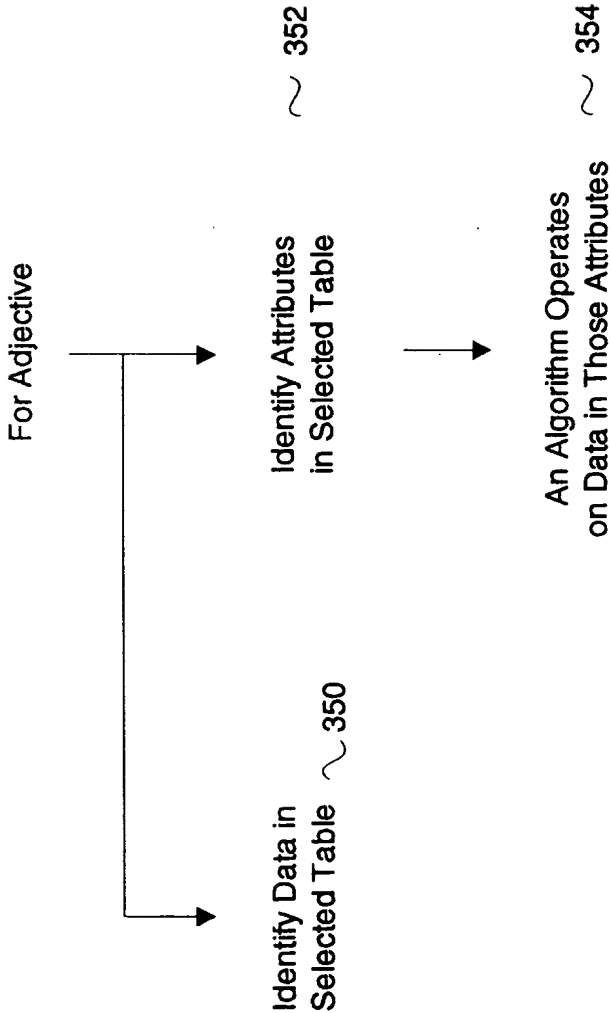 For Adjective
Identify Data in
Selected Table ~ 350
Identify Attributes
in Selected Table
~ 352
An Algorithm Operates
on Data in Those Attributes
~ 354